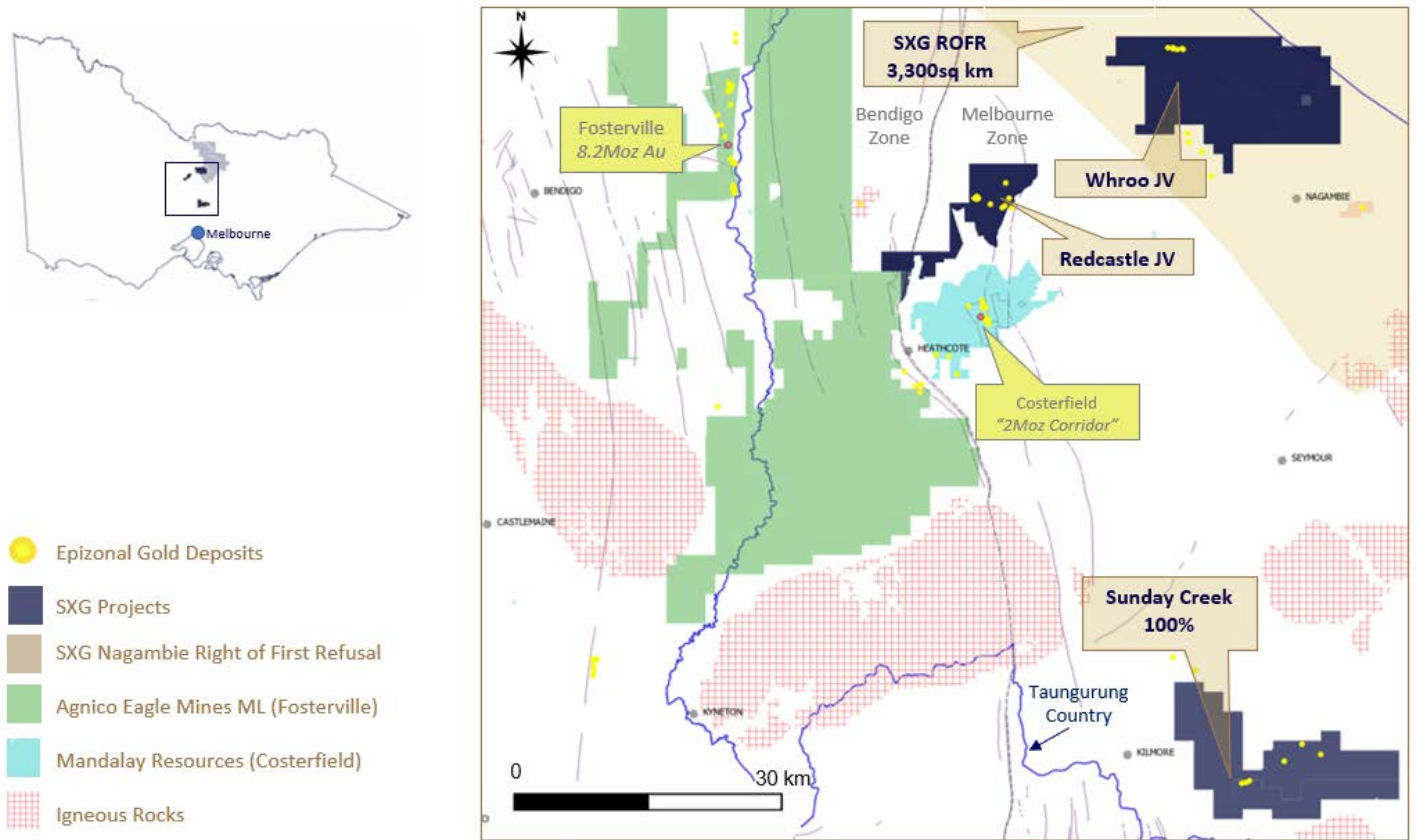 Melbourne
Epizonal Gold Deposits
SXG Projects
SXG Nagambie Right of First Refusal
Agnico Eagle Mines ML (Fosterville)
Mandalay Resources (Costerfield)
Igneous Rocks
N
SXG ROFR
3,300sq km
Bendigo
Zone
Melbourne
Zone
Fosterville
8.2Moz Au
BENDIGO
Whroo JV
NAGAMBIE
Redcastle JV
HEATHCOTE
Costerfield
"2Moz Corridor"
SEYMOUR
CASTLEMAINE
Sunday Creek
100%
Taungurung
Country
KYNETON
KILMORE
0
30 km